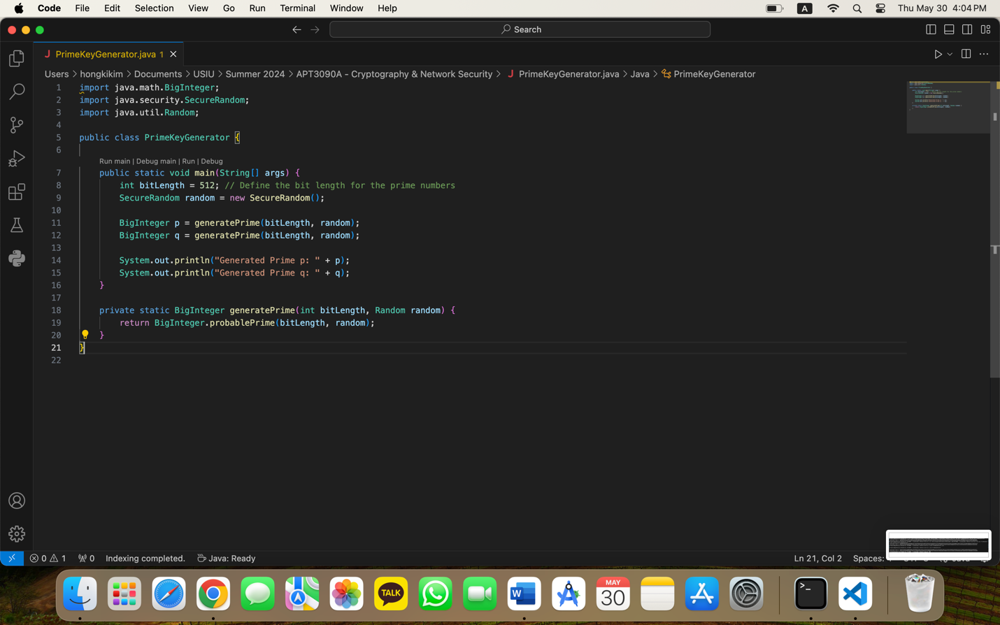 Code File Edit Selection View Go Run Terminal Window Help A Thu May 30 4:04 PM
Search
J PrimeKeyGenerator.java 1
Users > hongkikim > Documents > USIU > Summer 2024 > APT3090A - Cryptography & Network Security > J PrimeKeyGenerator.java > Java > PrimeKeyGenerator
1 import java.math.BigInteger;
2 import java.security.SecureRandom;
3 import java.util.Random;
4
5 public class PrimeKeyGenerator {
6
Run main | Debug main | Run | Debug
7 public static void main(String[] args) {
8 int bitLength = 512; // Define the bit length for the prime numbers
9 SecureRandom random = new SecureRandom();
10
11 BigInteger p = generatePrime(bitLength, random);
12 BigInteger q = generatePrime(bitLength, random);
13
14 System.out.println("Generated Prime p: " + p);
15 System.out.println("Generated Prime q: " + q);
16 }
17
18 private static BigInteger generatePrime(int bitLength, Random random) {
19 return BigInteger.probablePrime(bitLength, random);
20 }
21 }
22
0 1 0 Indexing completed. Java: Ready Ln 21, Col 2 Spaces:
TALK W MAY 30 >_